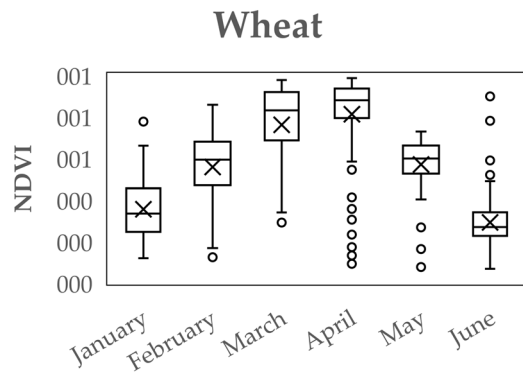 Wheat
001
001
001
000
000
000
NDVI
January
February
March
April
May
June